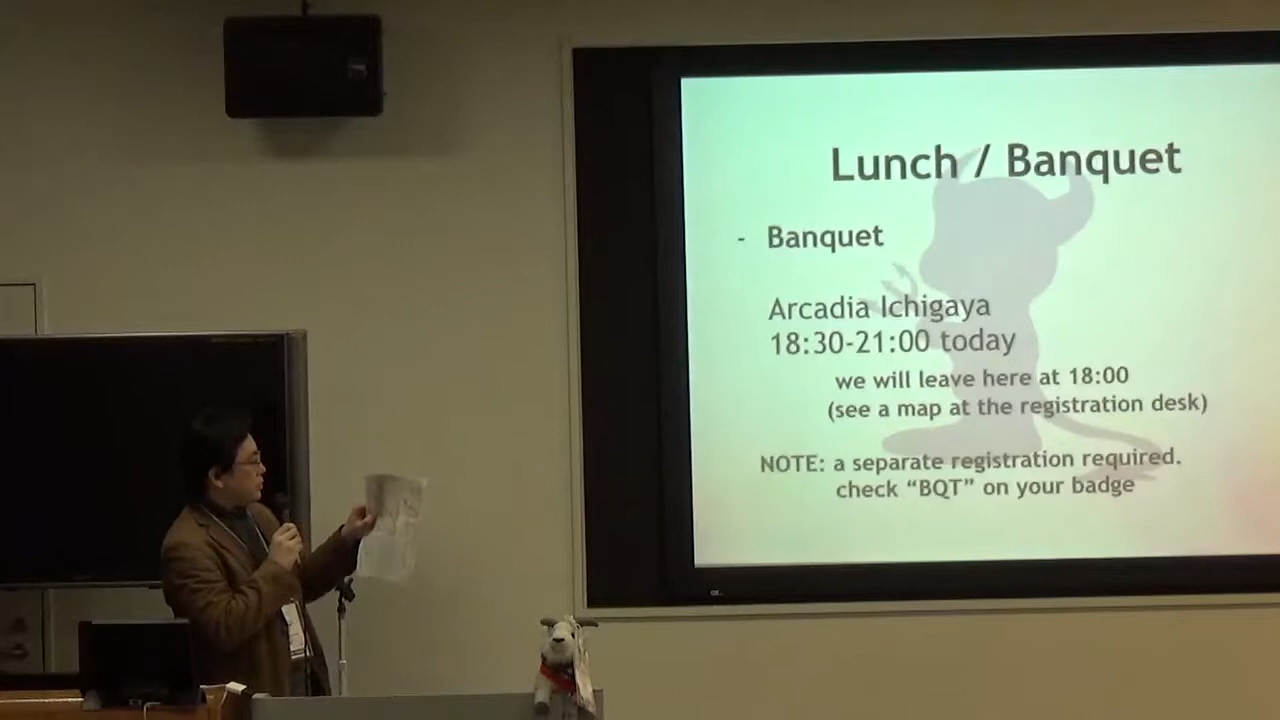 Lunch / Banquet
- Banquet
Arcadia Ichigaya
18:30-21:00 today
we will leave here at 18:00
(see a map at the registration desk)
NOTE: a separate registration required.
check “BQT” on your badge